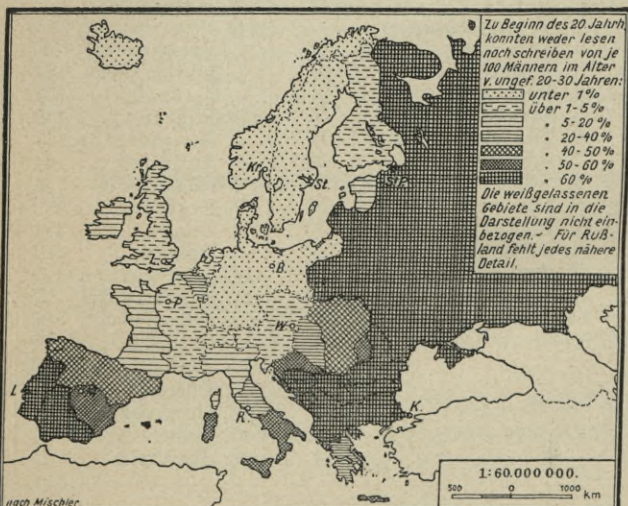 Zu Beginn des 20 Jahrh.
konnten weder lesen
noch schreiben von je
100 Männern im Alter
v. ungef. 20-30 Jahren:
unter 1%
über 1-5%
" 5-20%
" 20-40%
" 40-50%
" 50-60%
" 60%
Die weißgelassenen
Gebiete sind in die
Darstellung nicht ein-
bezogen. - Für Ruß-
land fehlt jedes nähere
Detail.
Kr.
St.
St.P.
L.
B.
P.
W.
L.
R.
K.
1:60.000 000.
500 0 1000 km
nach Mischler